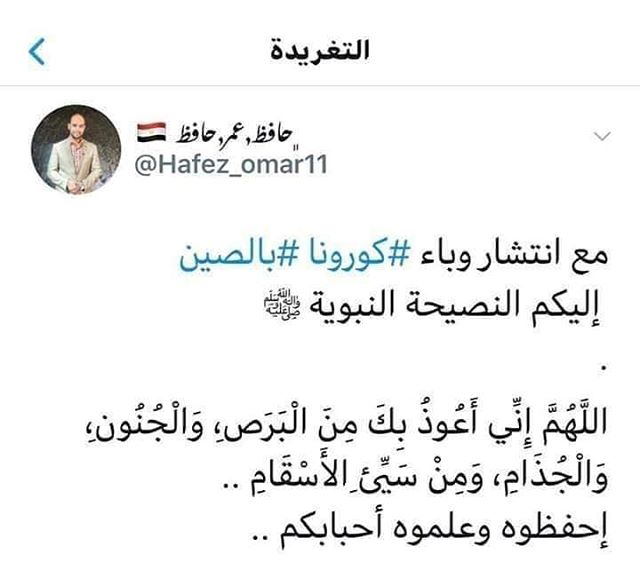 التغريدة
حافظ عمر حافظ 🇪🇬
@Hafez_omar11
مع انتشار وباء #كورونا #بالصين
إليكم النصيحة النبوية ﷺ
.
اللَّهُمَّ إِنِّي أَعُوذُ بِكَ مِنَ الْبَرَصِ، وَالْجُنُونِ،
وَالْجُذَامِ، وَمِنْ سَيِّئِ الأَسْقَامِ ..
إحفظوه وعلموه أحبابكم ..